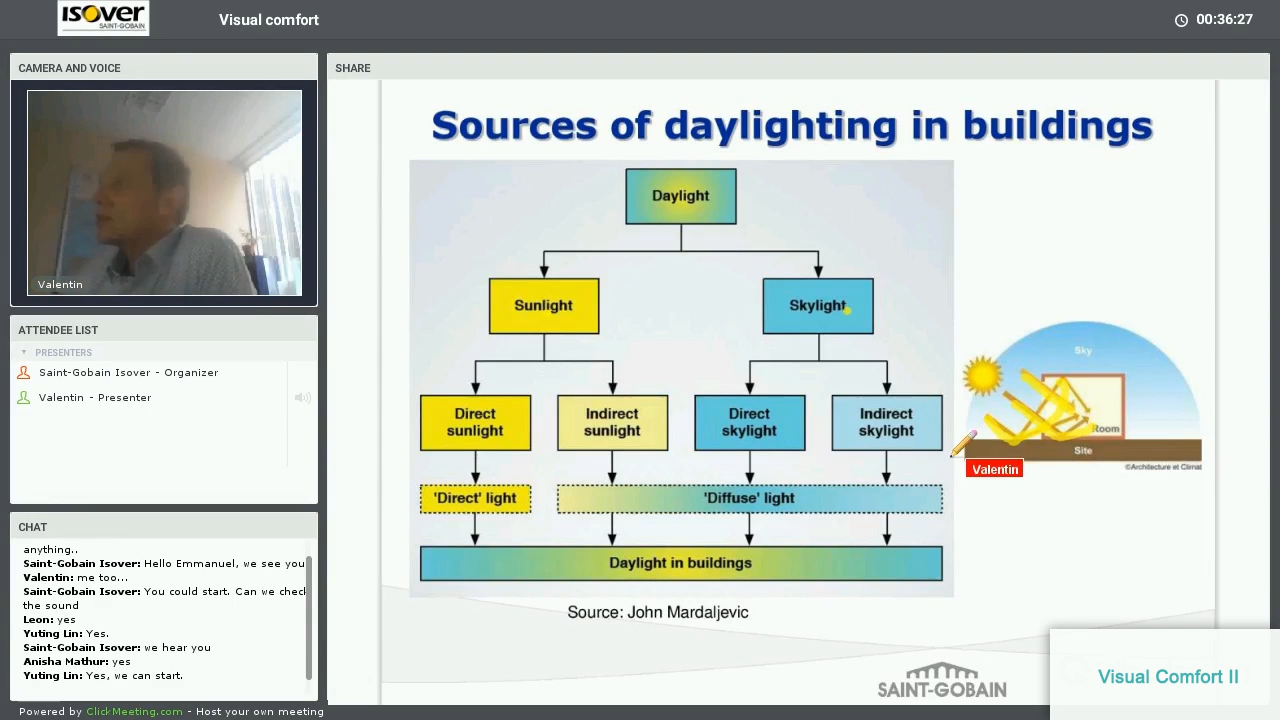 isover
SAINT-GOBAIN
Visual comfort
00:36:27
CAMERA AND VOICE
Valentin
ATTENDEE LIST
PRESENTERS
Saint-Gobain Isover - Organizer
Valentin - Presenter
CHAT
anything..
Saint-Gobain Isover: Hello Emmanuel, we see you
Valentin: me too...
Saint-Gobain Isover: You could start. Can we check
the sound
Leon: yes
Yuting Lin: Yes.
Saint-Gobain Isover: we hear you
Anisha Mathur: yes
Yuting Lin: Yes, we can start.
Powered by ClickMeeting.com - Host your own meeting
SHARE
Sources of daylighting in buildings
Daylight
Sunlight
Skylight
Direct
sunlight
Indirect
sunlight
Direct
skylight
Indirect
skylight
'Direct' light
'Diffuse' light
Daylight in buildings
Source: John Mardaljevic
Sky
Room
Site
©Architecture et Climat
Valentin
SAINT-GOBAIN
Visual Comfort II